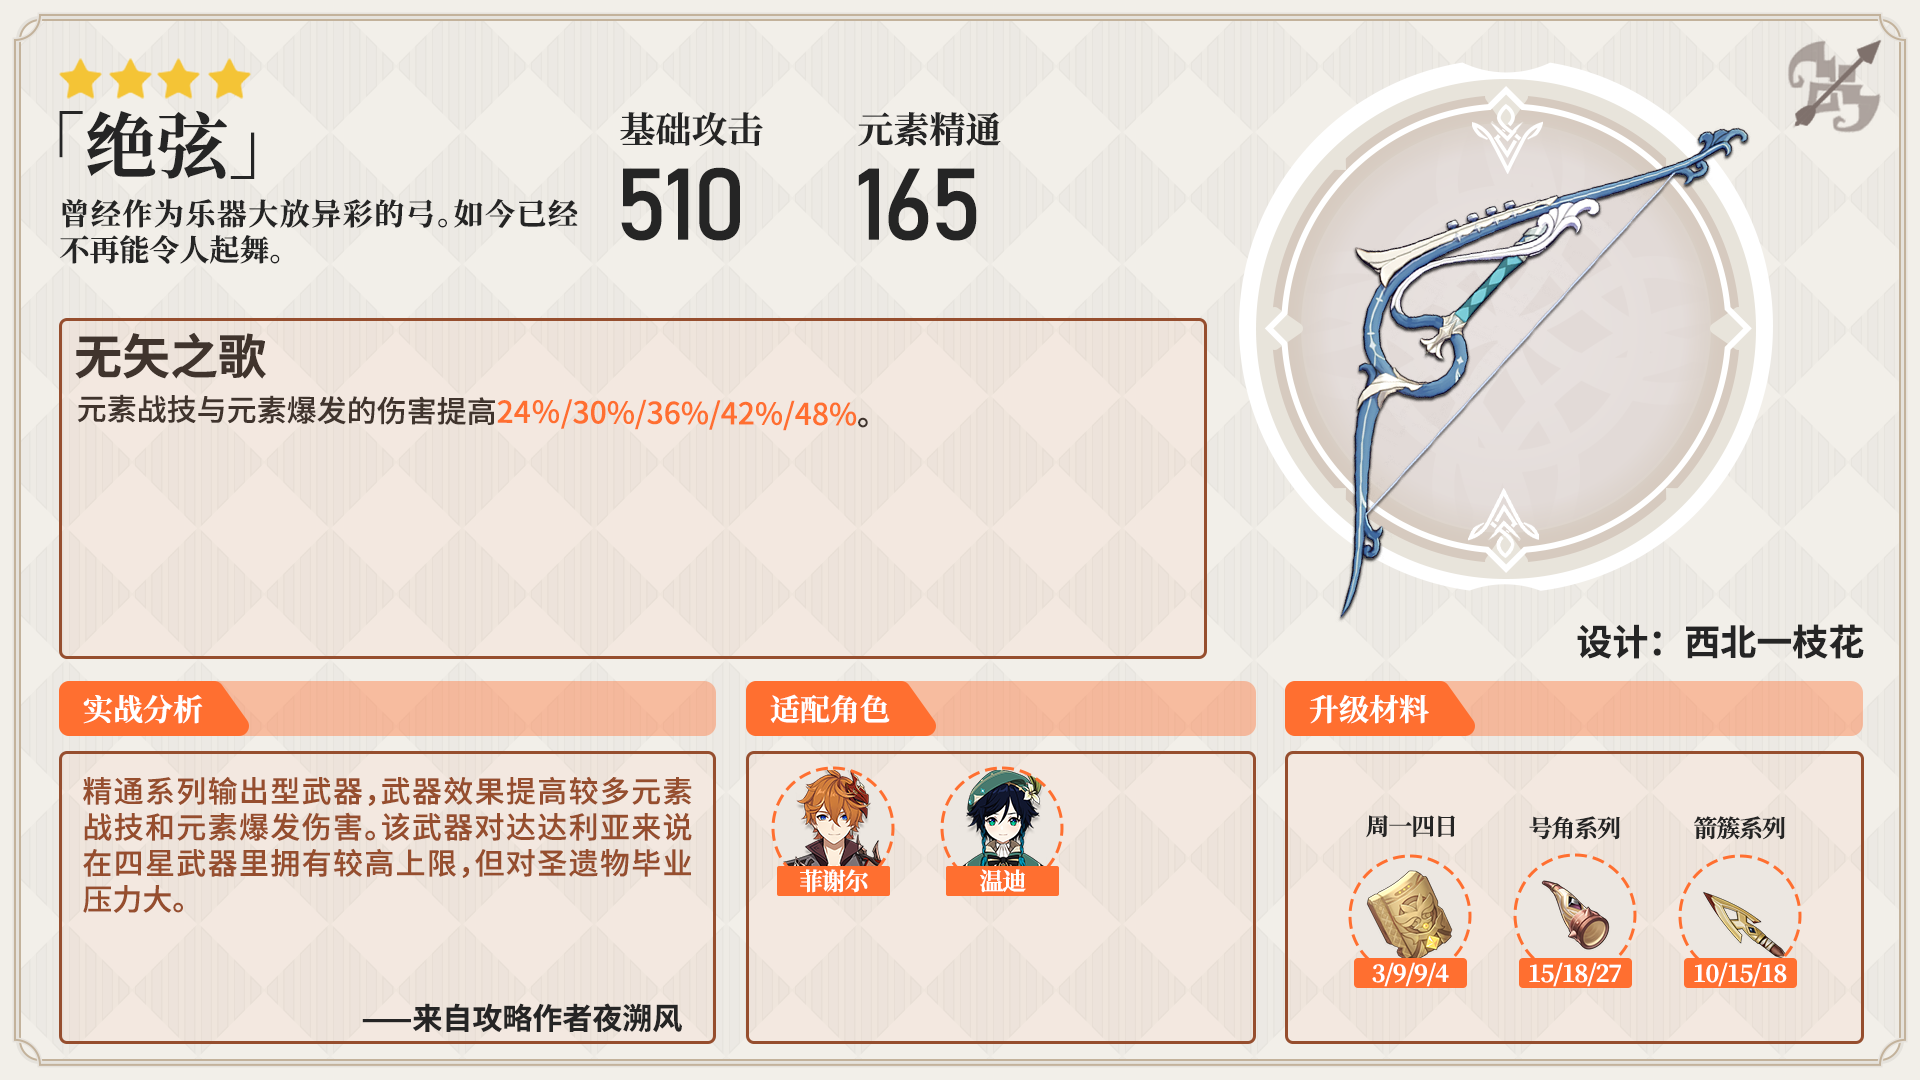 「绝弦」
曾经作为乐器大放异彩的弓。如今已经
不再能令人起舞。
基础攻击
510
元素精通
165
无矢之歌
元素战技与元素爆发的伤害提高24%/30%/36%/42%/48%。
设计：西北一枝花
实战分析
精通系列输出型武器，武器效果提高较多元素
战技和元素爆发伤害。该武器对达达利亚来说
在四星武器里拥有较高上限，但对圣遗物毕业
压力大。
——来自攻略作者夜溯风
适配角色
菲谢尔
温迪
升级材料
周一四日
3/9/9/4
号角系列
15/18/27
箭簇系列
10/15/18